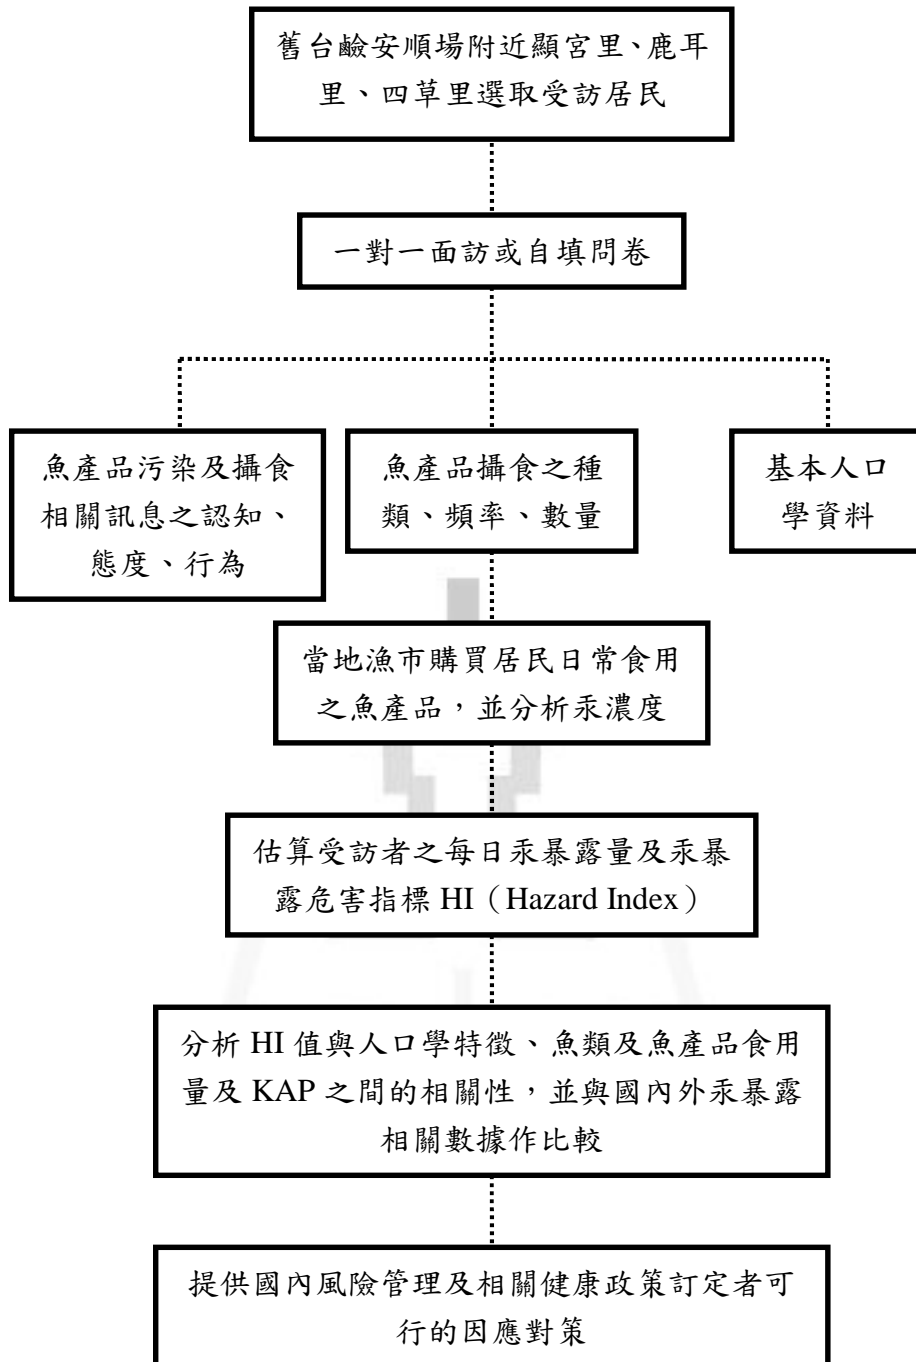 舊台鹼安順場附近顯宮里、鹿耳
里、四草里選取受訪居民
一對一面訪或自填問卷
魚產品污染及攝食
相關訊息之認知、
態度、行為
魚產品攝食之種
類、頻率、數量
基本人口
學資料
當地漁市購買居民日常食用
之魚產品，並分析汞濃度
估算受訪者之每日汞暴露量及汞暴
露危害指標 HI（Hazard Index）
分析 HI 值與人口學特徵、魚類及魚產品食用
量及 KAP 之間的相關性，並與國內外汞暴露
相關數據作比較
提供國內風險管理及相關健康政策訂定者可
行的因應對策